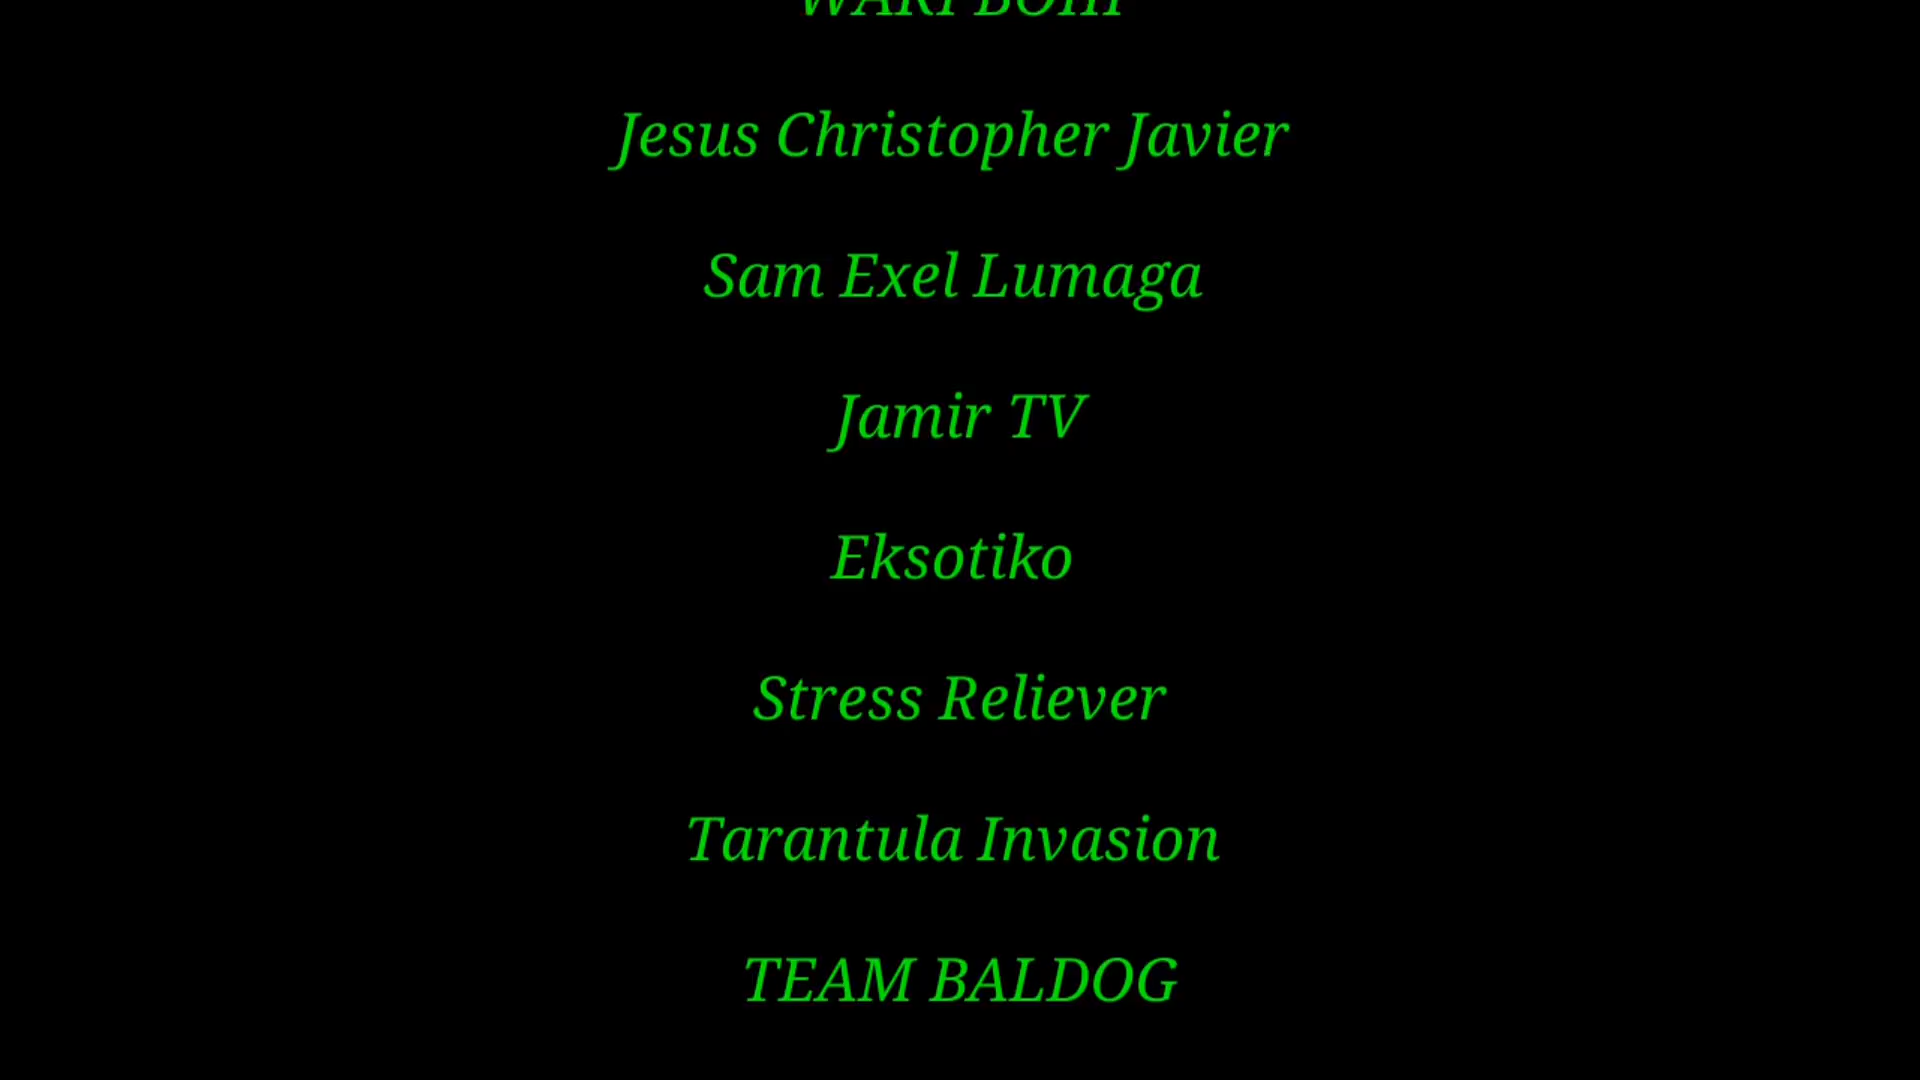 Jesus Christopher Javier
Sam Exel Lumaga
Jamir TV
Eksotiko
Stress Reliever
Tarantula Invasion
TEAM BALDOG